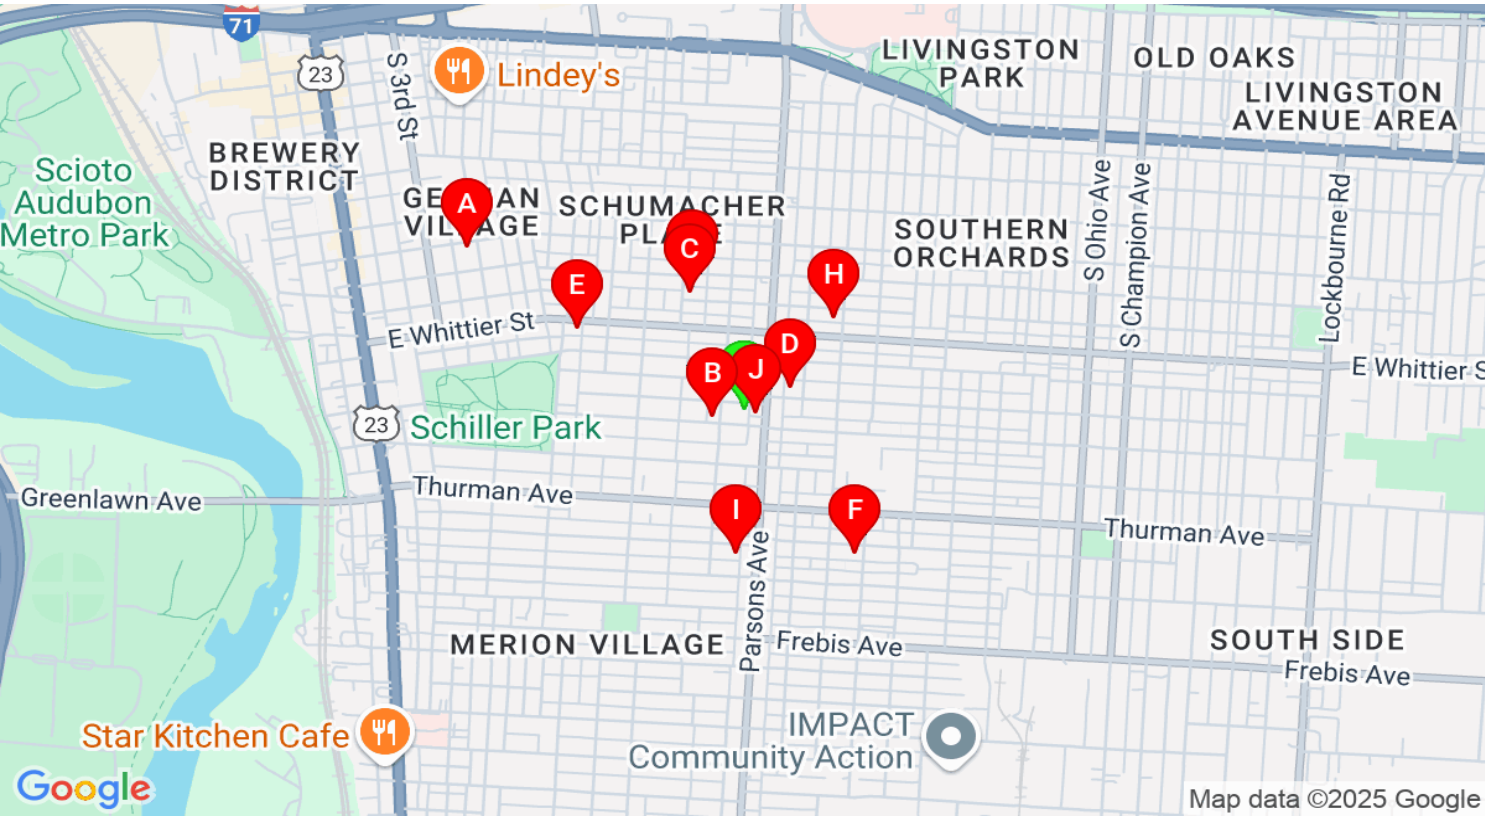 71
23
S 3rd St
Lindey's
LIVINGSTON
PARK
OLD OAKS
LIVINGSTON
AVENUE AREA
BREWERY
DISTRICT
Scioto
Audubon
Metro Park
A
SCHUMACHER
C
H
E
SOUTHERN
ORCHARDS
S Ohio Ave
S Champion Ave
Lockbourne Rd
E Whittier St
D
J
B
E Whittier S
23
Schiller Park
Greenlawn Ave
Thurman Ave
I
F
Thurman Ave
Parsons Ave
MERION VILLAGE
Frebis Ave
SOUTH SIDE
Frebis Ave
Star Kitchen Cafe
IMPACT
Community Action
Google
Map data ©2025 Google